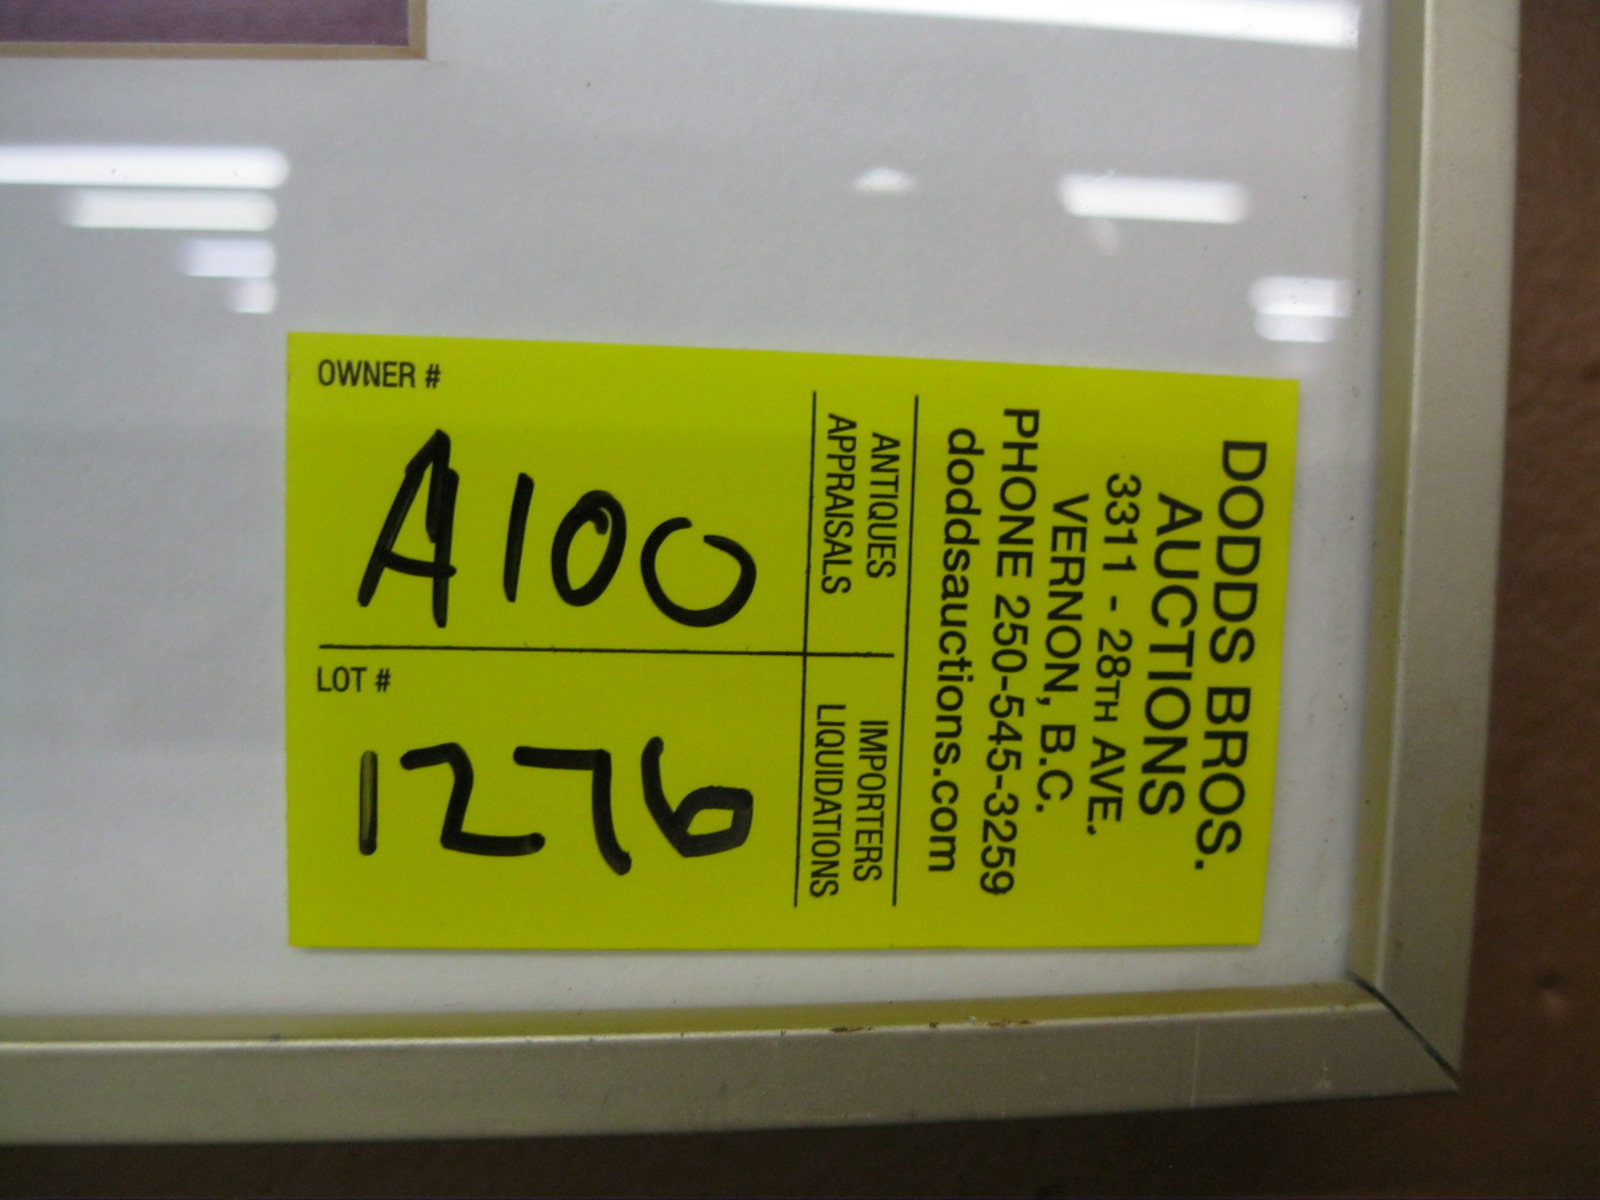 DODDS BROS.
AUCTIONS
3311 - 28TH AVE.
VERNON, B.C.
PHONE 250-545-3259
doddsauctions.com
ANTIQUES
APPRAISALS
IMPORTERS
LIQUIDATIONS
OWNER #
A100
LOT #
1276